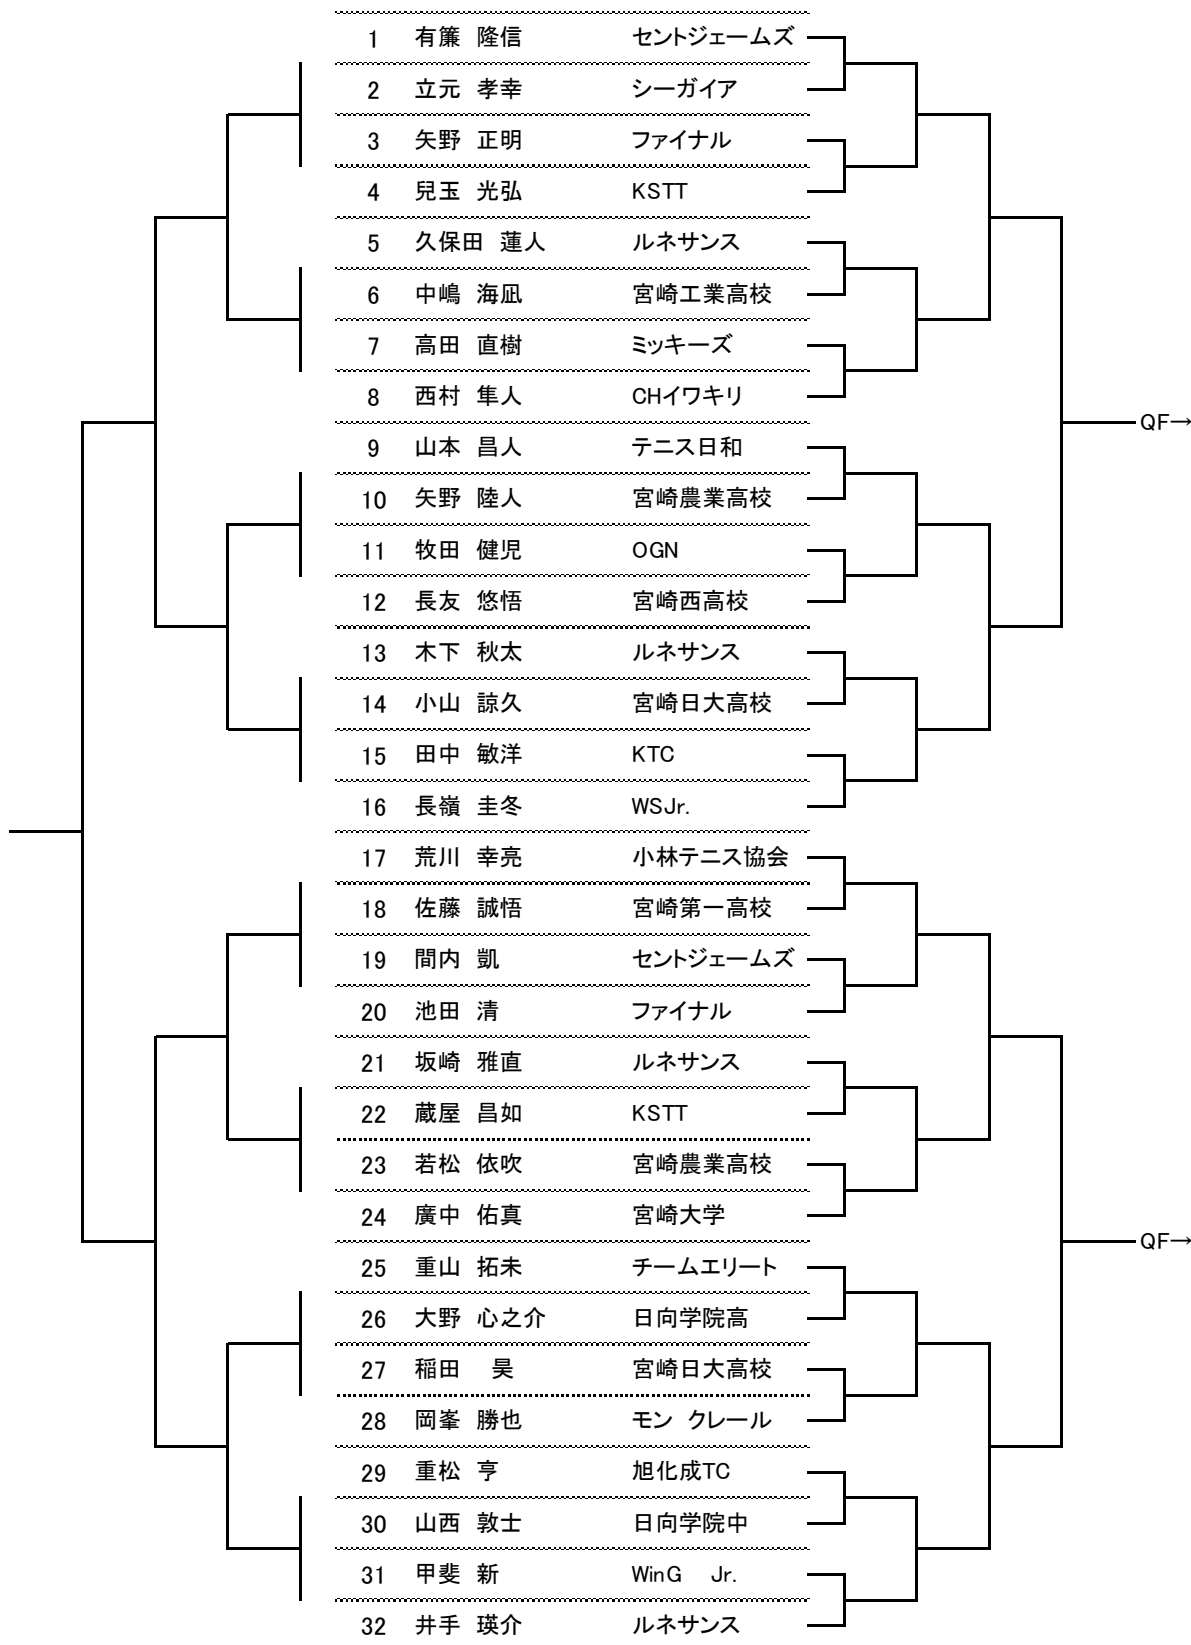 1 有簾 隆信 セントジェームズ
2 立元 孝幸 シーガイア
3 矢野 正明 ファイナル
4 兒玉 光弘 KSTT
5 久保田 蓮人 ルネサンス
6 中嶋 海凪 宮崎工業高校
7 高田 直樹 ミッキーズ
8 西村 隼人 CHイワキリ
QF→
9 山本 昌人 テニス日和
10 矢野 陸人 宮崎農業高校
11 牧田 健児 OGN
12 長友 悠悟 宮崎西高校
13 木下 秋太 ルネサンス
14 小山 諒久 宮崎日大高校
15 田中 敏洋 KTC
16 長嶺 圭冬 WSJr.
17 荒川 幸亮 小林テニス協会
18 佐藤 誠悟 宮崎第一高校
19 間内 凱 セントジェームズ
20 池田 清 ファイナル
21 坂崎 雅直 ルネサンス
22 蔵屋 昌如 KSTT
23 若松 依吹 宮崎農業高校
24 廣中 佑真 宮崎大学
QF→
25 重山 拓未 チームエリート
26 大野 心之介 日向学院高
27 稲田 昊 宮崎日大高校
28 岡峯 勝也 モン クレール
29 重松 亨 旭化成TC
30 山西 敦士 日向学院中
31 甲斐 新 WinG Jr.
32 井手 瑛介 ルネサンス